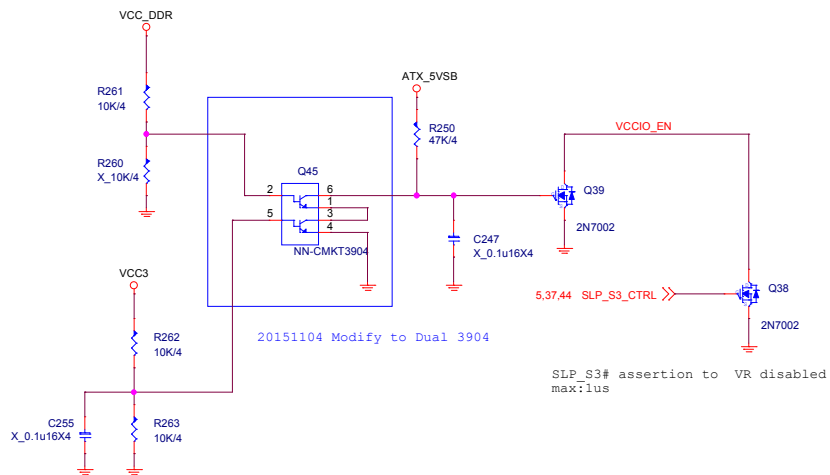 VCC_DDR
ATX_5VSB
R261
10K/4
R250
47K/4
VCCIO_EN
R260
X_10K/4
Q45
2
6
1
5
3
4
NN-CMKT3904
Q39
2N7002
C247
X_0.1u16X4
VCC3
5,37,44 SLP_S3_CTRL
Q38
2N7002
R262
10K/4
20151104 Modify to Dual 3904
SLP_S3# assertion to VR disabled
max:1us
C255
X_0.1u16X4
R263
10K/4